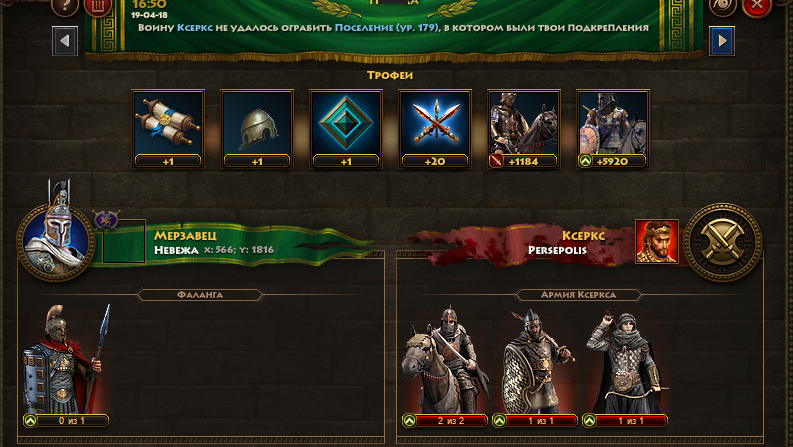 16:50
19-04-18
Воину Ксеркс не удалось ограбить Поселение (ур. 179), в котором были твои Подкрепления
Трофеи
+1
+1
+1
+20
+1184
+5920
Мерзавец
Невежа x: 566; y: 1816
Ксеркс
Persepolis
Фаланга
Армия Ксеркса
0 из 1
2 из 2
1 из 1
1 из 1